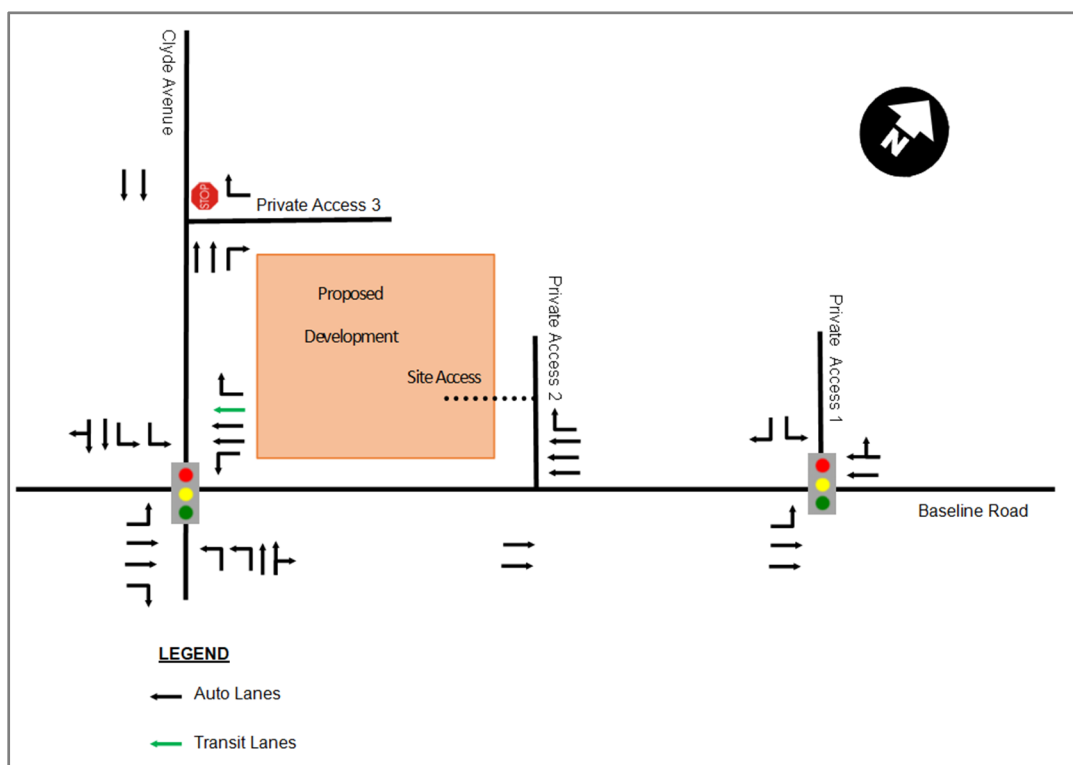 Clyde Avenue
N
STOP
Private Access 3
Proposed
Development
Site Access
Private Access 2
Private Access 1
Baseline Road
LEGEND
Auto Lanes
Transit Lanes